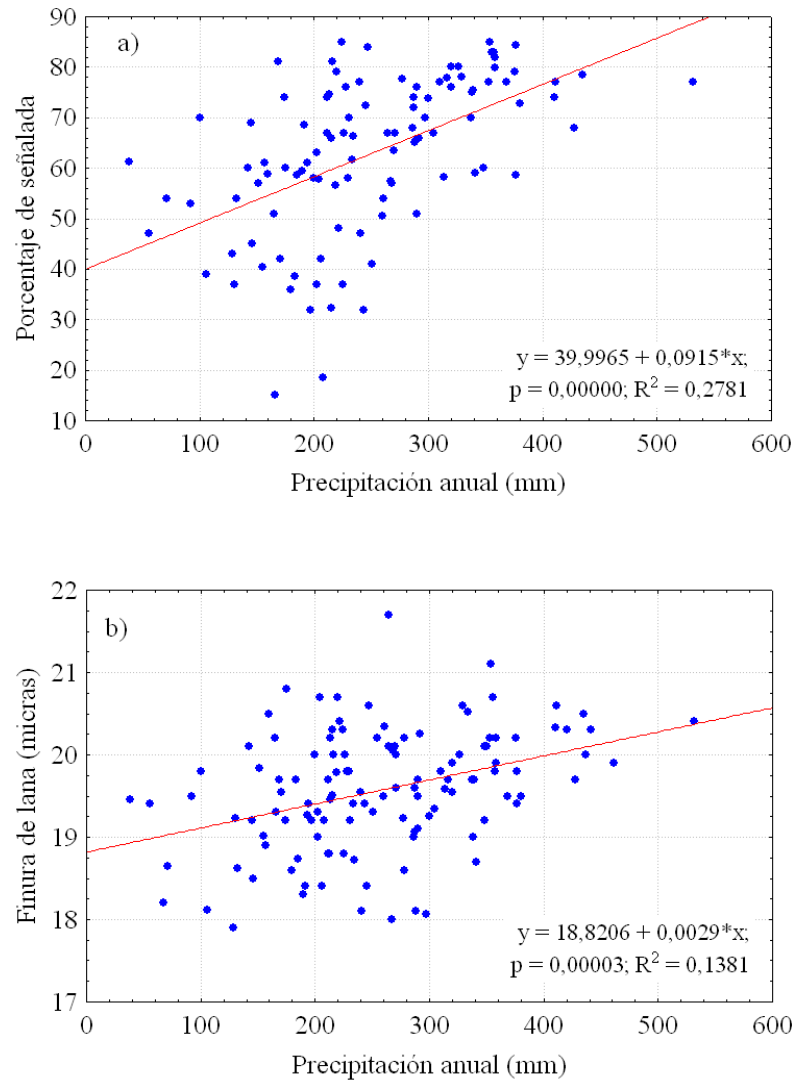 a)
90
80
70
60
50
40
30
20
10
Porcentaje de señalada
y = 39,9965 + 0,0915*x;
p = 0,00000; R² = 0,2781
0 100 200 300 400 500 600
Precipitación anual (mm)
b)
22
21
20
19
18
17
Finura de lana (micras)
y = 18,8206 + 0,0029*x;
p = 0,00003; R² = 0,1381
0 100 200 300 400 500 600
Precipitación anual (mm)